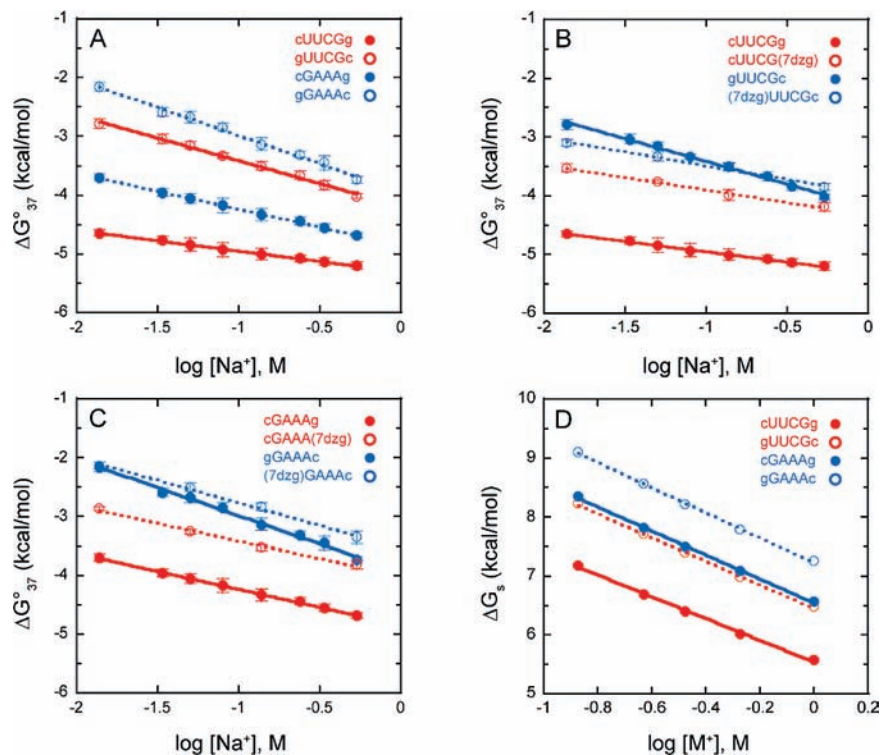 A
cUUCGg
gUUCGc
cGAAAg
gGAAAc
-1
-2
-3
-4
-5
-6
ΔG°37 (kcal/mol)
-2
-1.5
-1
-0.5
0
log [Na⁺], M
B
cUUCGg
cUUCG(7dzg)
gUUCGc
(7dzg)UUCGc
-1
-2
-3
-4
-5
-6
ΔG°37 (kcal/mol)
-2
-1.5
-1
-0.5
0
log [Na⁺], M
C
cGAAAg
cGAAA(7dzg)
gGAAAc
(7dzg)GAAAc
-1
-2
-3
-4
-5
-6
ΔG°37 (kcal/mol)
-2
-1.5
-1
-0.5
0
log [Na⁺], M
D
cUUCGg
gUUCGc
cGAAAg
gGAAAc
10
9
8
7
6
5
ΔGs (kcal/mol)
-1
-0.8
-0.6
-0.4
-0.2
0
0.2
log [M⁺], M